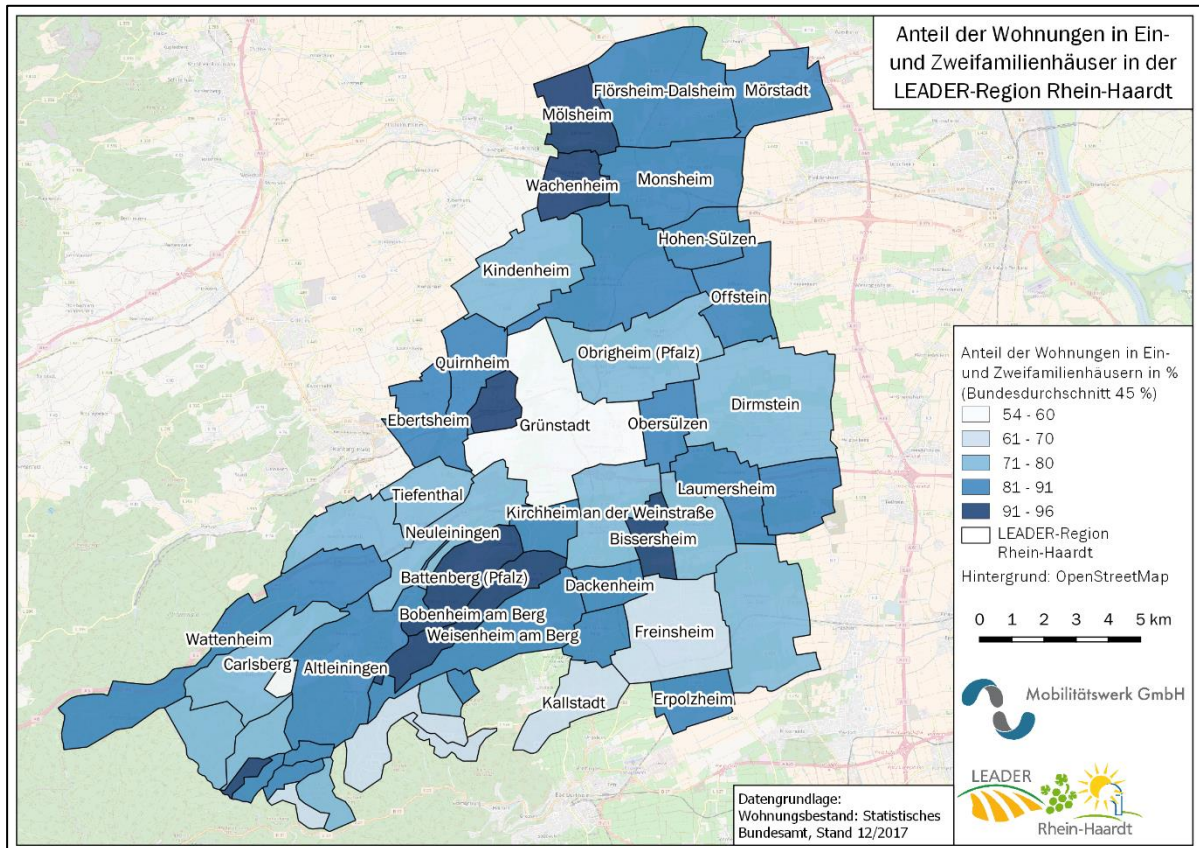 Anteil der Wohnungen in Ein-
und Zweifamilienhäuser in der
LEADER-Region Rhein-Haardt
Flörsheim-Dalsheim
Mörstadt
Mölsheim
Wachenheim
Monsheim
Hohen-Sülzen
Kindenheim
Offstein
Quirnheim
Obrigheim (Pfalz)
Dirmstein
Ebertsheim
Grünstadt
Obersülzen
Tiefenthal
Laumersheim
Neuleiningen
Kirchheim an der Weinstraße
Bissersheim
Battenberg (Pfalz)
Dackenheim
Bobenheim am Berg
Weisenheim am Berg
Freinsheim
Wattenheim
Carlsberg
Altleiningen
Kallstadt
Erpolzheim
Anteil der Wohnungen in Ein-
und Zweifamilienhäusern in %
(Bundesdurchschnitt 45 %)
54 - 60
61 - 70
71 - 80
81 - 91
91 - 96
LEADER-Region
Rhein-Haardt
Hintergrund: OpenStreetMap
0 1 2 3 4 5 km
Mobilitätswerk GmbH
LEADER
Rhein-Haardt
Datengrundlage:
Wohnungsbestand: Statistisches
Bundesamt, Stand 12/2017